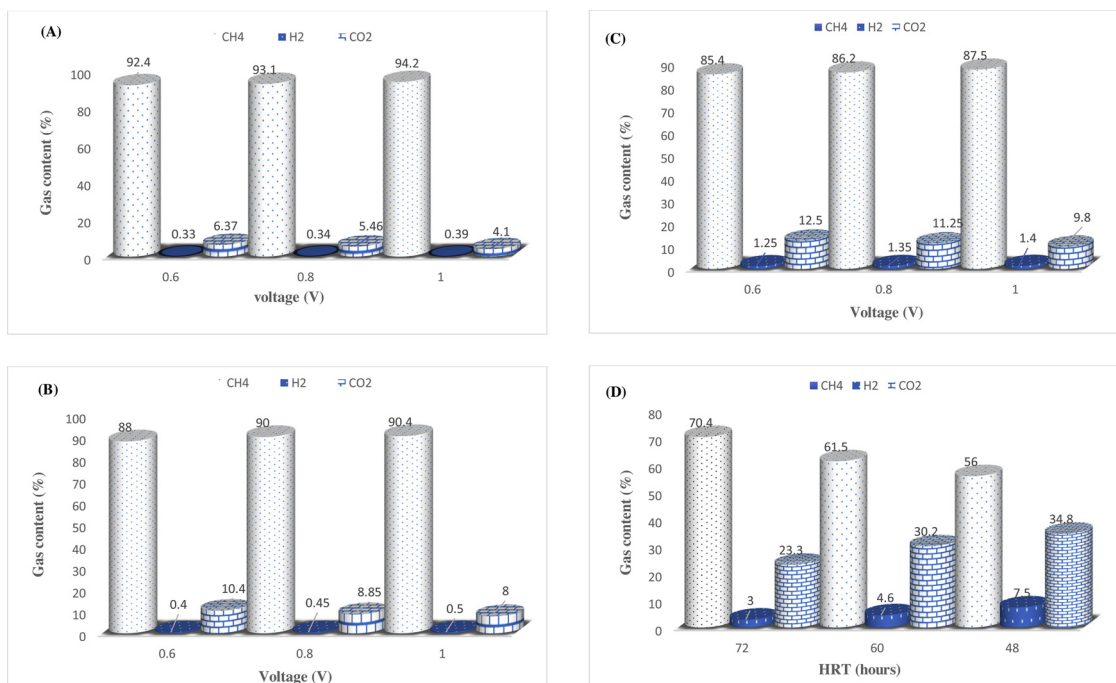 (A)
CH4 H2 CO2
Gas content (%)
100
80
60
40
20
0
92.4 0.33 6.37 93.1 0.34 5.46 94.2 0.39 4.1
0.6 0.8 1
voltage (V)
(C)
CH4 H2 CO2
Gas content (%)
90
80
70
60
50
40
30
20
10
0
85.4 1.25 12.5 86.2 1.35 11.25 87.5 1.4 9.8
0.6 0.8 1
Voltage (V)
(B)
CH4 H2 CO2
Gas content (%)
100
90
80
70
60
50
40
30
20
10
0
88 0.4 10.4 90 0.45 8.85 90.4 0.5 8
0.6 0.8 1
Voltage (V)
(D)
CH4 H2 CO2
Gas content (%)
80
70
60
50
40
30
20
10
0
70.4 3 23.3 61.5 4.6 30.2 56 7.5 34.8
72 60 48
HRT (hours)